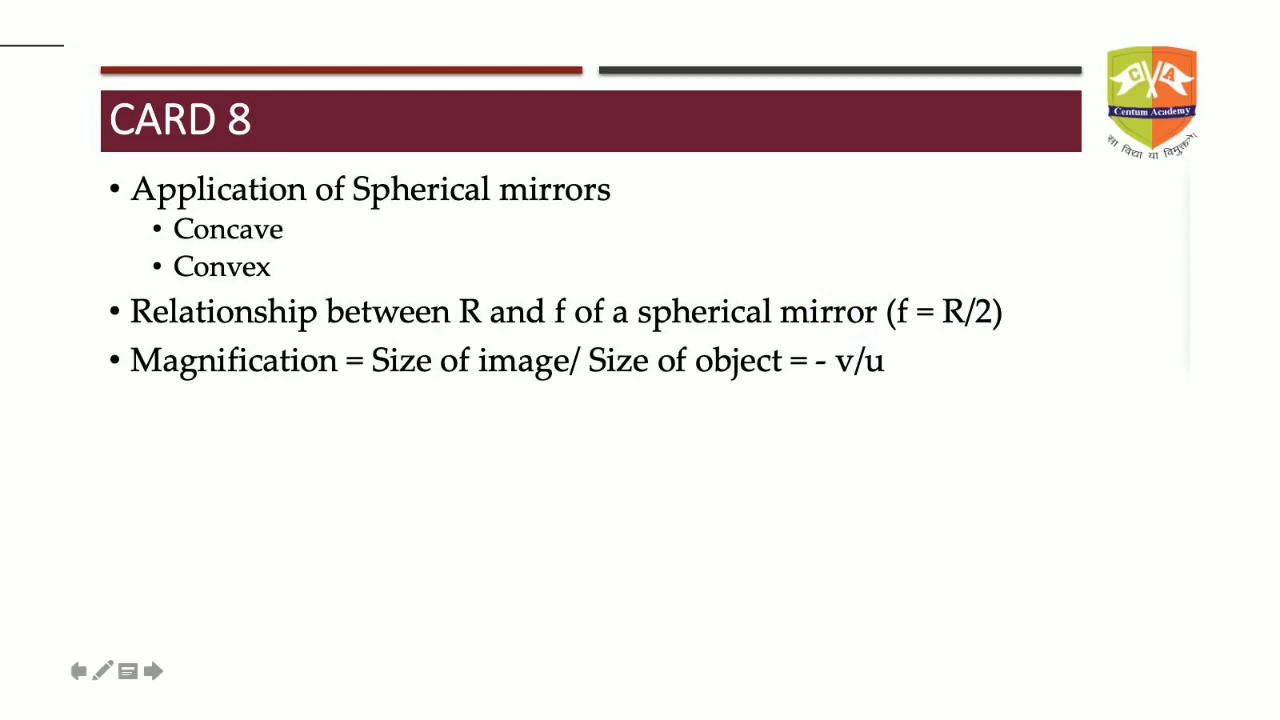 CARD 8
C A
Centum Academy
सा विद्या या विमुक्तये
• Application of Spherical mirrors
• Concave
• Convex
• Relationship between R and f of a spherical mirror (f = R/2)
• Magnification = Size of image/ Size of object = - v/u